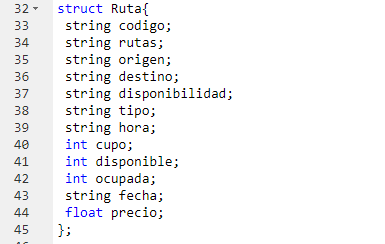 32 struct Ruta{
33 string codigo;
34 string rutas;
35 string origen;
36 string destino;
37 string disponibilidad;
38 string tipo;
39 string hora;
40 int cupo;
41 int disponible;
42 int ocupada;
43 string fecha;
44 float precio;
45 };